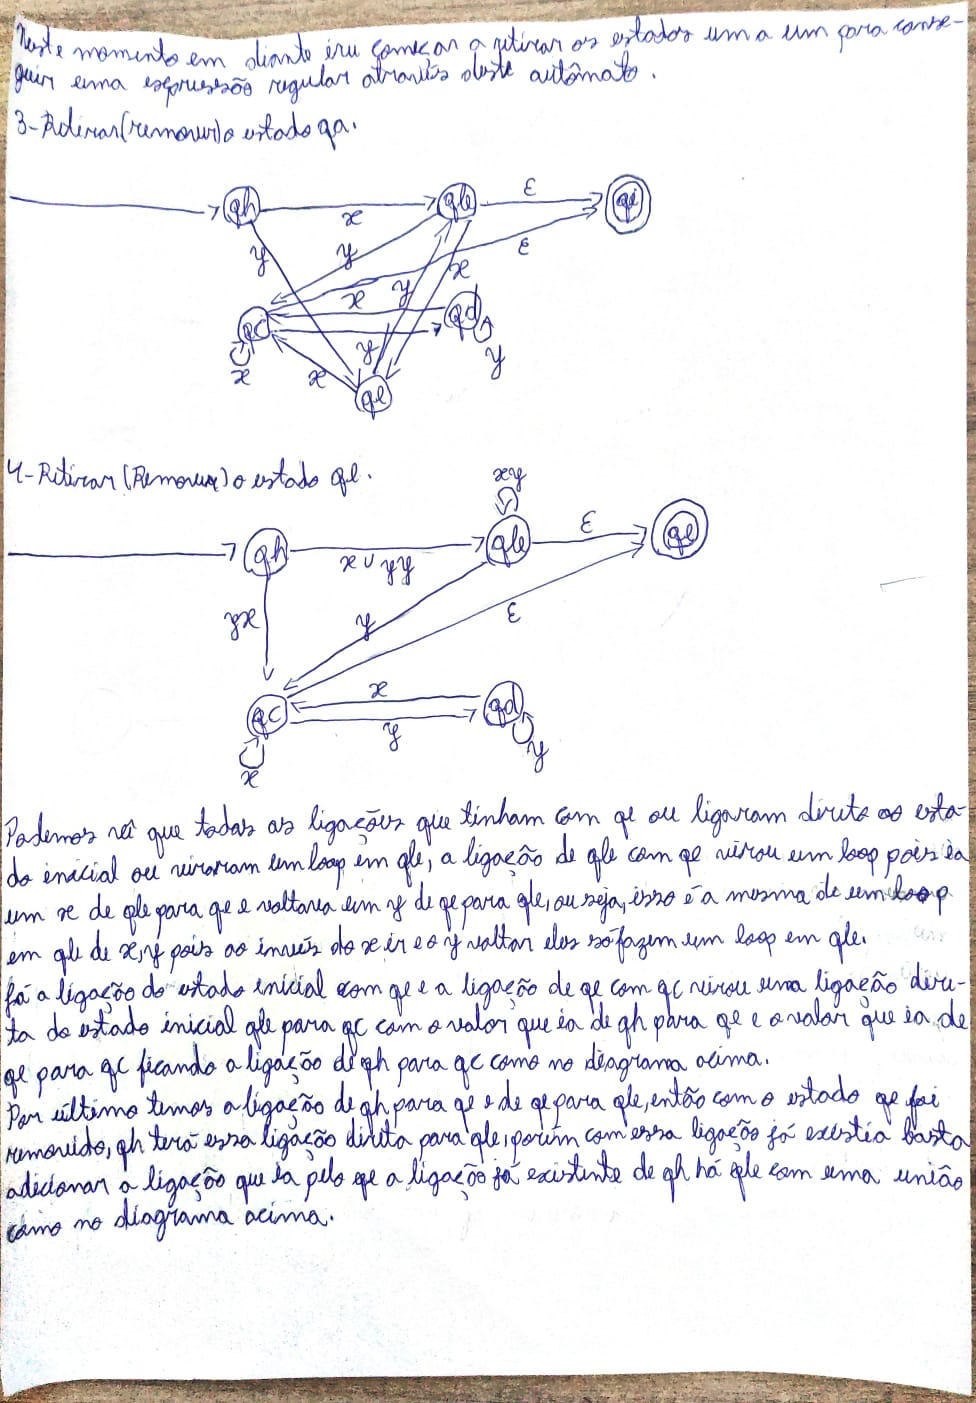 Neste momento em diante irei começar a retirar os estados um a um para conse-
guir uma expressão regular através deste autômato.
3-Retirar(remover)o estado qa.
qh x qb ε qi
y y ε
x y x
qc qd
x x y y
qe
4-Retirar(Remover)o estado qe.
xy
qh x∪yy qb ε qi
yx y ε
qc x qd
y
x y
Podemos ver que todas as ligações que tinham com qe ou ligaram direto ao esta-
do inicial ou viraram um loop em qb, a ligação de qb com qe virou um loop pois ia
um x de qb para qe e voltava um y de qe para qb, ou seja, isso é a mesma de um loop
em qb de x,y pois ao invés do x ir e o y voltar eles só fazem um loop em qb.
Já a ligação do estado inicial com qe e a ligação de qe com qc virou uma ligação dire-
ta do estado inicial qb para qc com o valor que ia de qh para qe e o valor que ia de
qe para qc ficando a ligação de qh para qc como no diagrama acima.
Por último temos a ligação de qh para qe e de qe para qb, então com o estado qe foi
removido, qh terá essa ligação direta para qb, porém com essa ligação já existia basta
adicionar a ligação que ia pelo qe a ligação já existente de qh há qb com uma união
como no diagrama acima.